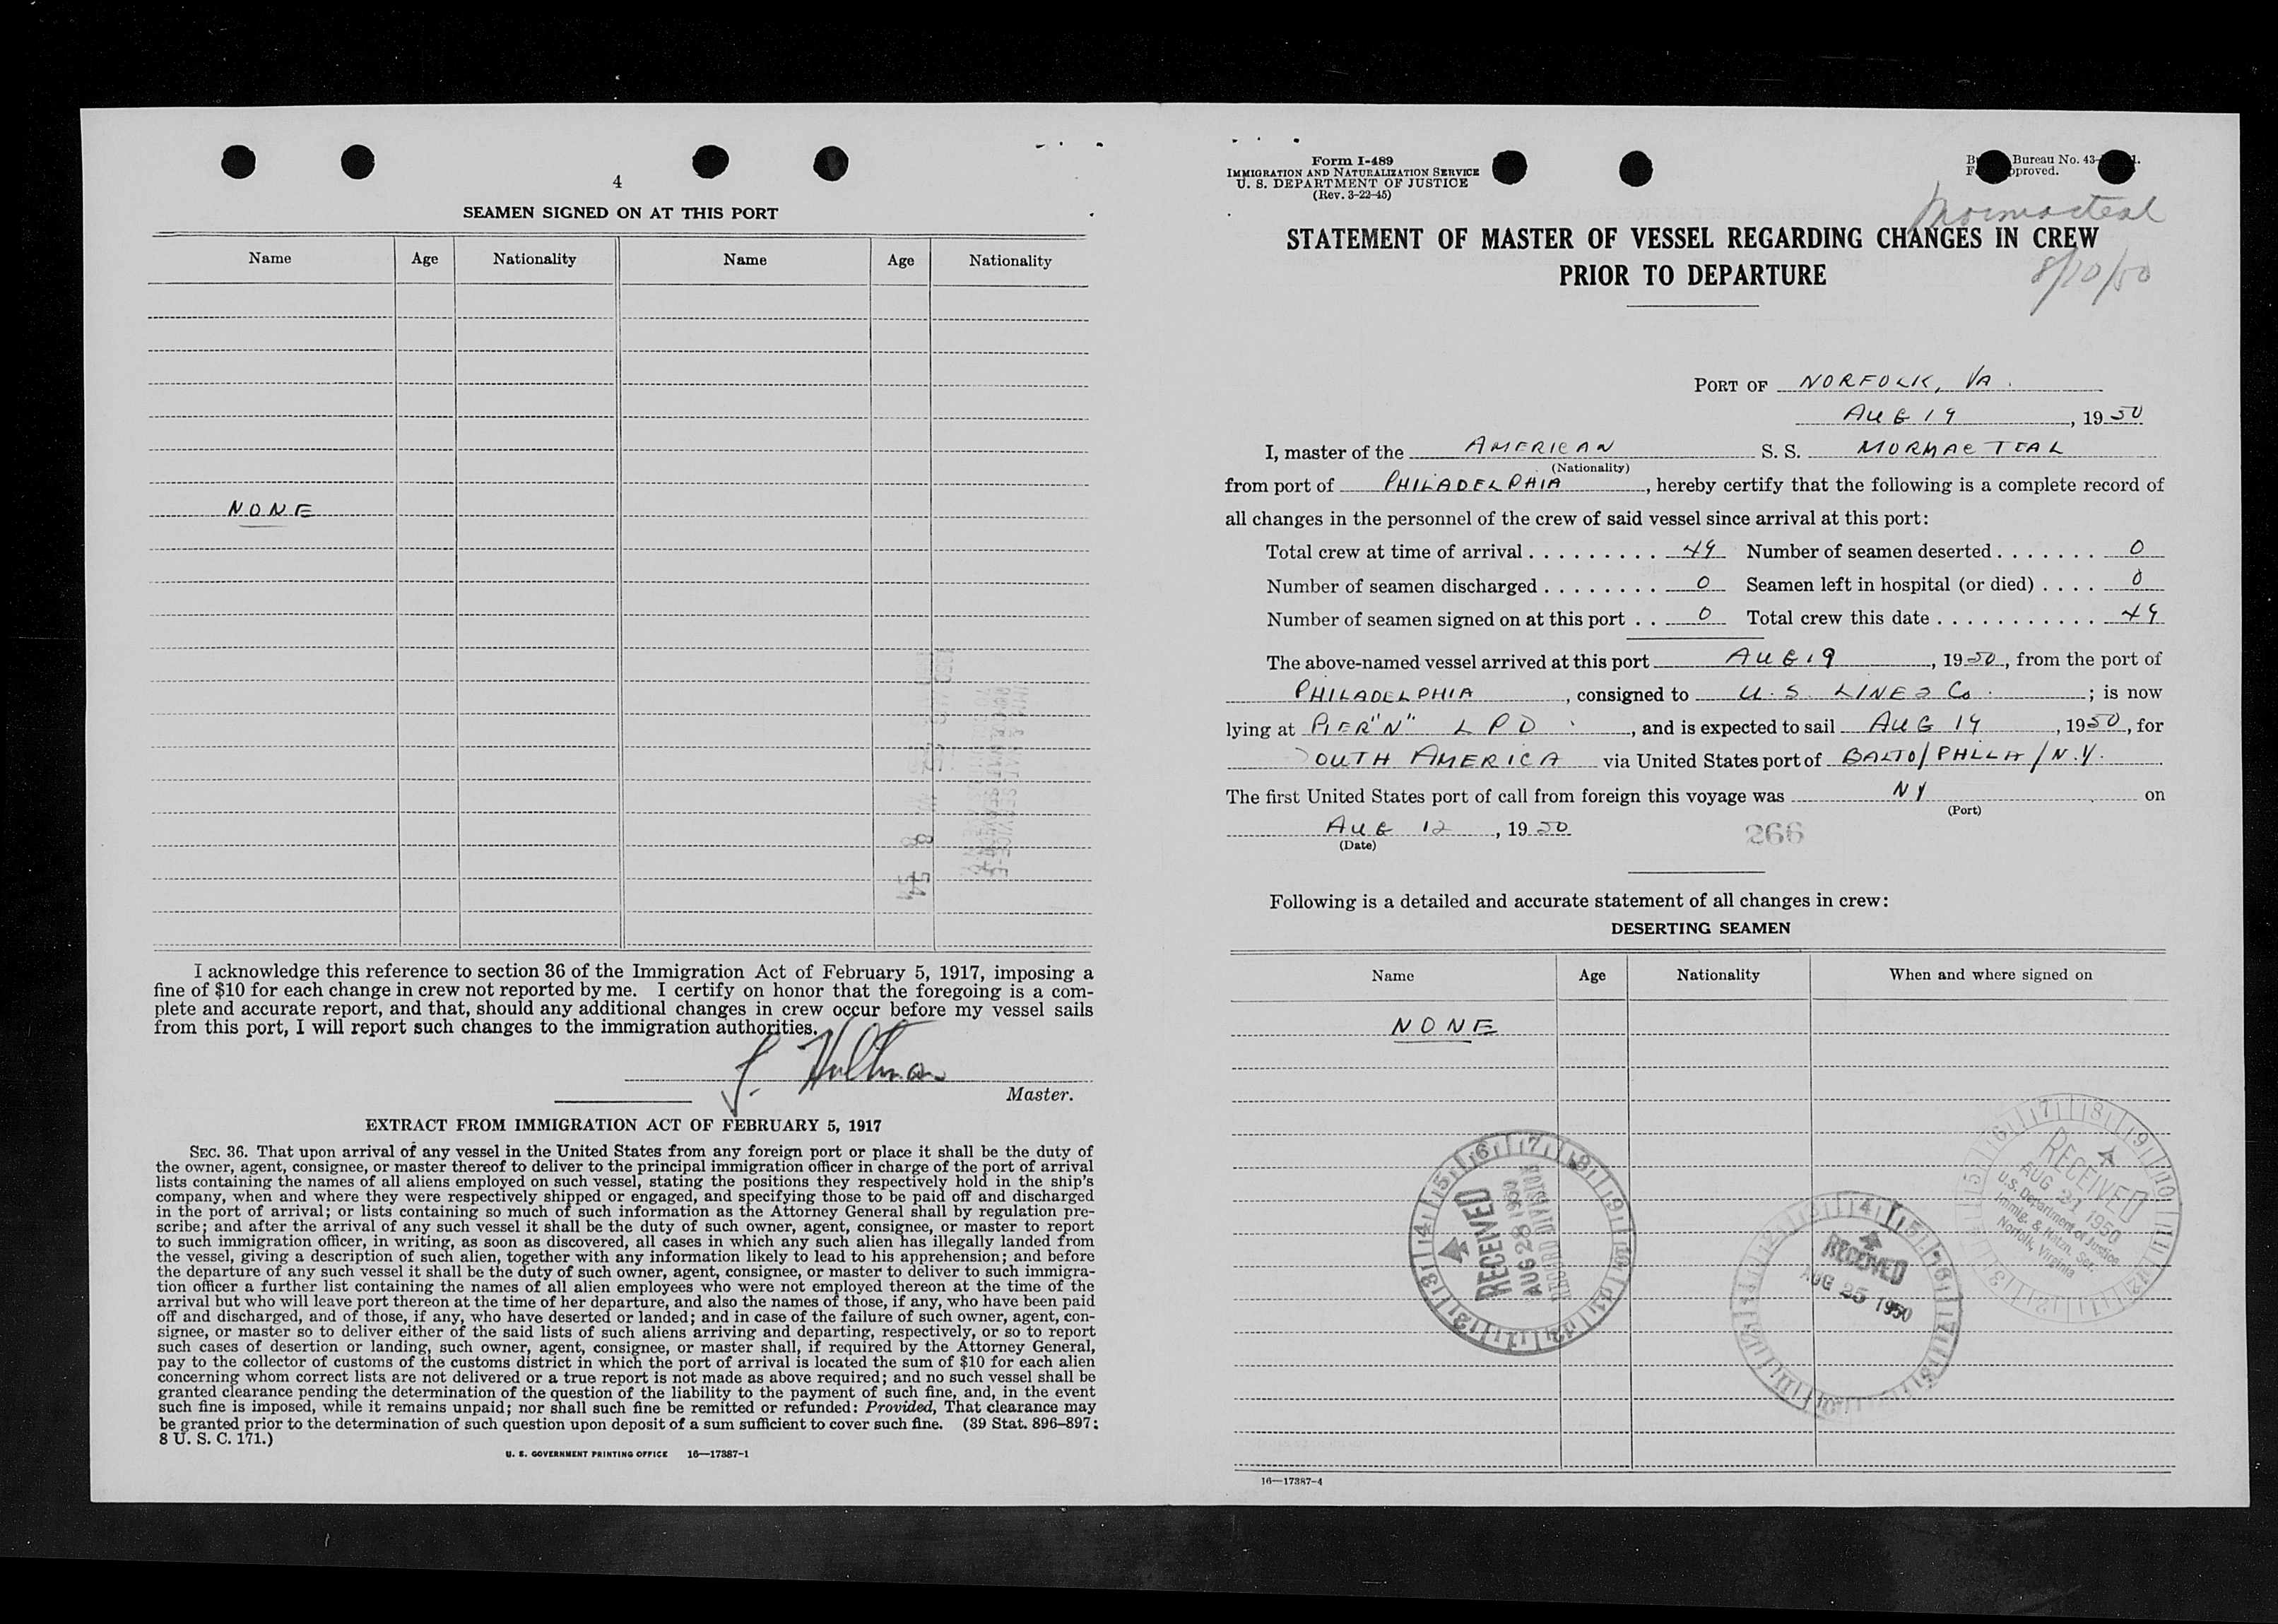 4
SEAMEN SIGNED ON AT THIS PORT
Name Age Nationality Name Age Nationality
NONE
I acknowledge this reference to section 36 of the Immigration Act of February 5, 1917, imposing a
fine of $10 for each change in crew not reported by me. I certify on honor that the foregoing is a com-
plete and accurate report, and that, should any additional changes in crew occur before my vessel sails
from this port, I will report such changes to the immigration authorities.
Master.
EXTRACT FROM IMMIGRATION ACT OF FEBRUARY 5, 1917
SEC. 36. That upon arrival of any vessel in the United States from any foreign port or place it shall be the duty of
the owner, agent, consignee, or master thereof to deliver to the principal immigration officer in charge of the port of arrival
lists containing the names of all aliens employed on such vessel, stating the positions they respectively hold in the ship's
company, when and where they were respectively shipped or engaged, and specifying those to be paid off and discharged
in the port of arrival; or lists containing so much of such information as the Attorney General shall by regulation pre-
scribe; and after the arrival of any such vessel it shall be the duty of such owner, agent, consignee, or master to report
to such immigration officer, in writing, as soon as discovered, all cases in which any such alien has illegally landed from
the vessel, giving a description of such alien, together with any information likely to lead to his apprehension; and before
the departure of any such vessel it shall be the duty of such owner, agent, consignee, or master to deliver to such immigra-
tion officer a further list containing the names of all alien employees who were not employed thereon at the time of the
arrival but who will leave port thereon at the time of her departure, and also the names of those, if any, who have been paid
off and discharged, and of those, if any, who have deserted or landed; and in case of the failure of such owner, agent, con-
signee, or master so to deliver either of the said lists of such aliens arriving and departing, respectively, or so to report
such cases of desertion or landing, such owner, agent, consignee, or master shall, if required by the Attorney General,
pay to the collector of customs of the customs district in which the port of arrival is located the sum of $10 for each alien
concerning whom correct lists are not delivered or a true report is not made as above required; and no such vessel shall be
granted clearance pending the determination of the question of the liability to the payment of such fine, and, in the event
such fine is imposed, while it remains unpaid; nor shall such fine be remitted or refunded: Provided, That clearance may
be granted prior to the determination of such question upon deposit of a sum sufficient to cover such fine. (39 Stat. 896–897;
8 U. S. C. 171.)
U. S. GOVERNMENT PRINTING OFFICE 16—17387-1
Form I-489
IMMIGRATION AND NATURALIZATION SERVICE
U. S. DEPARTMENT OF JUSTICE
(Rev. 3-22-45)
Bureau No. 43-
Mormacteal
STATEMENT OF MASTER OF VESSEL REGARDING CHANGES IN CREW
PRIOR TO DEPARTURE
PORT OF NORFOLK, VA.
AUG 19, 1950
I, master of the AMERICAN S. S. MORMACTEAL
(Nationality)
from port of PHILADELPHIA, hereby certify that the following is a complete record of
all changes in the personnel of the crew of said vessel since arrival at this port:
Total crew at time of arrival . . . . . . . . . 49 Number of seamen deserted . . . . . . . 0
Number of seamen discharged . . . . . . . . 0 Seamen left in hospital (or died) . . . . 0
Number of seamen signed on at this port . . 0 Total crew this date . . . . . . . . . . . 49
The above-named vessel arrived at this port AUG 19, 1950, from the port of
PHILADELPHIA, consigned to U. S. LINES Co.; is now
lying at PIER "N" LPD, and is expected to sail AUG 19, 1950, for
SOUTH AMERICA via United States port of BALTO/PHLLA/N.Y.
The first United States port of call from foreign this voyage was NY on
(Port)
AUG 12, 1950
(Date)
266
Following is a detailed and accurate statement of all changes in crew:
DESERTING SEAMEN
Name Age Nationality When and where signed on
NONE
RECEIVED
AUG 28 1950
RECEIVED
AUG 25 1950
RECEIVED
AUG 21 1950
U.S. Department of Justice
Immig. & Natzn. Ser.
Norfolk, Virginia
16—17387-4